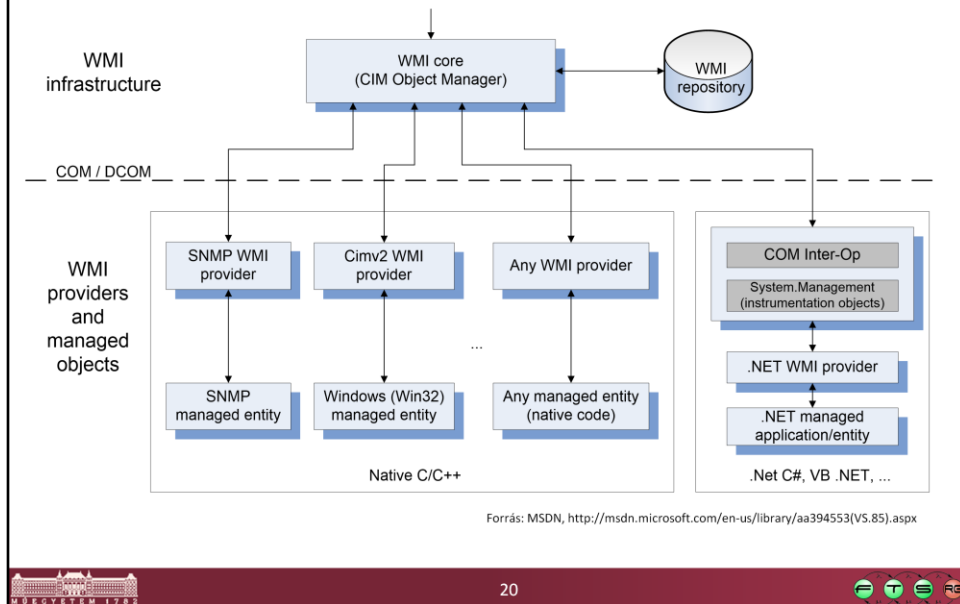 WMI
infrastructure
WMI core
(CIM Object Manager)
WMI
repository
COM / DCOM
WMI
providers
and
managed
objects
SNMP WMI
provider
Cimv2 WMI
provider
Any WMI provider
COM Inter-Op
System.Management
(instrumentation objects)
...
.NET WMI provider
SNMP
managed entity
Windows (Win32)
managed entity
Any managed entity
(native code)
.NET managed
application/entity
Native C/C++
.Net C#, VB .NET, ...
Forrás: MSDN, http://msdn.microsoft.com/en-us/library/aa394553(VS.85).aspx
MŰEGYETEM 1782
20
F T S RG